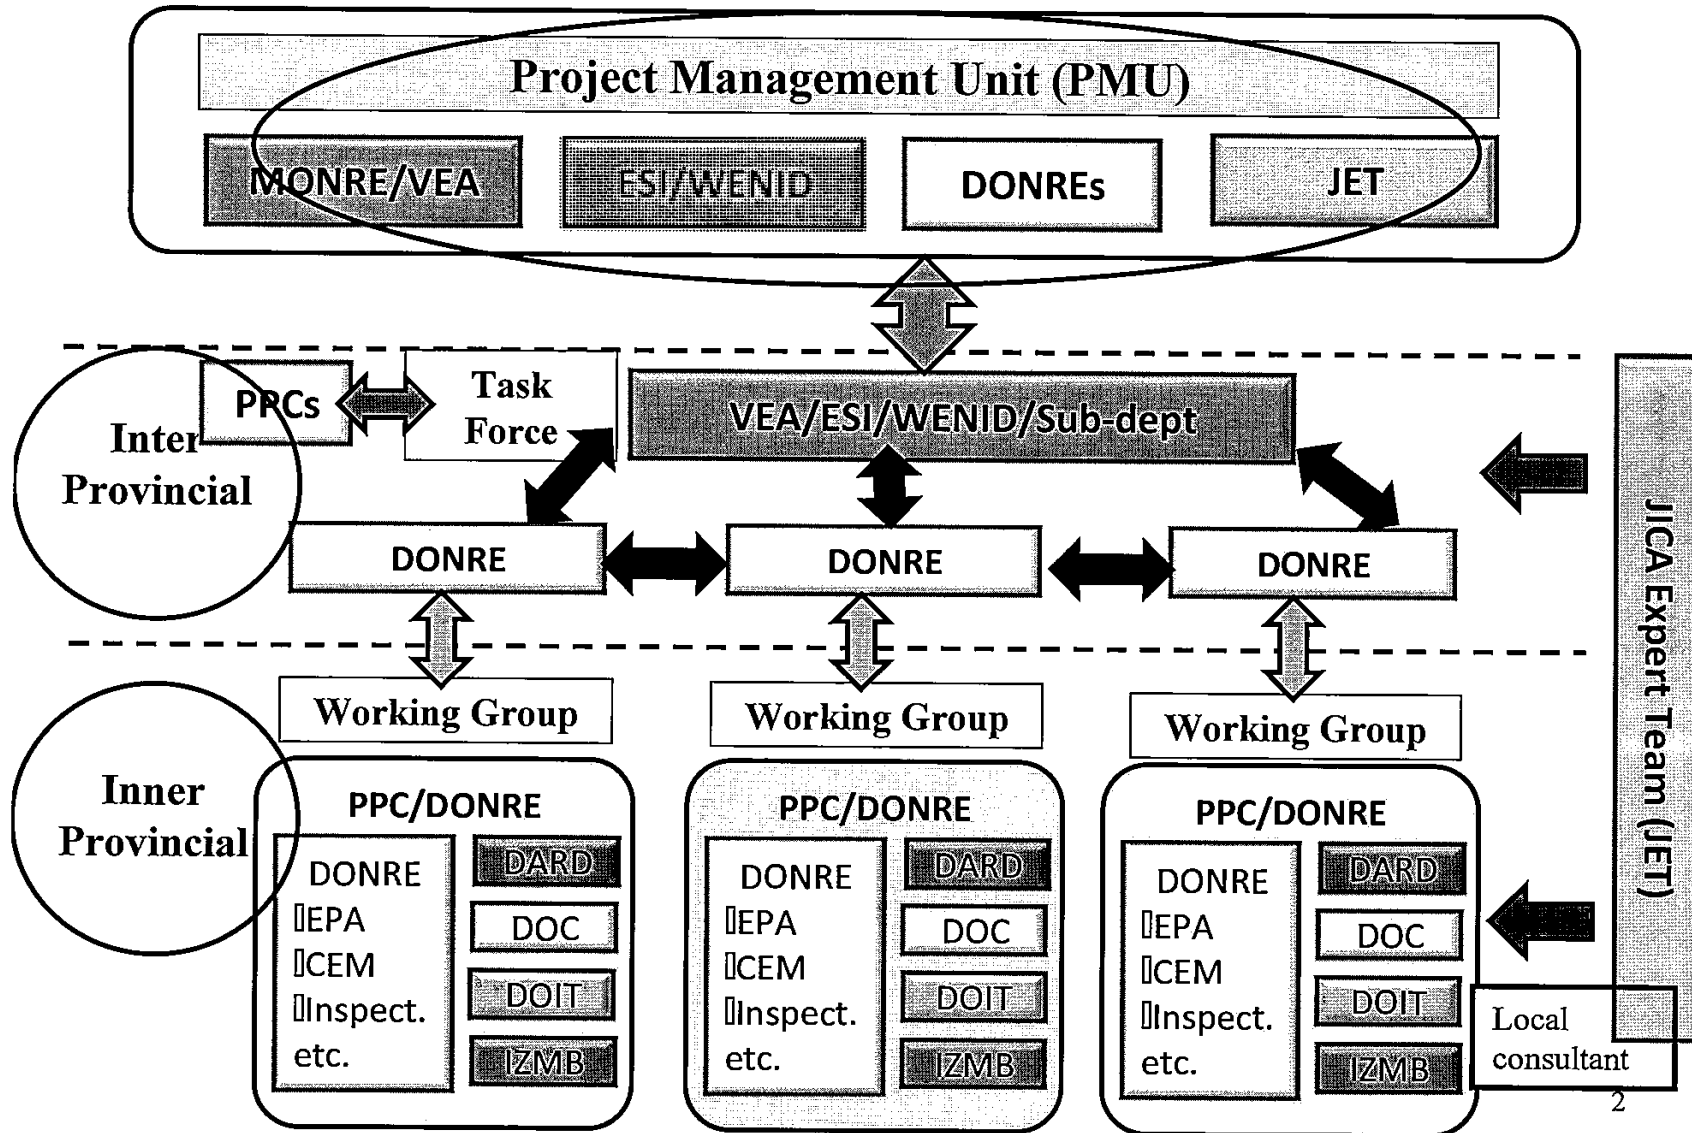 Project Management Unit (PMU)
MONRE/VEA
ESI/WENID
DONREs
JET
PPCs
Task
Force
VEA/ESI/WENID/Sub-dept
Inter
Provincial
DONRE
DONRE
DONRE
JICA Expert Team (JET)
Working Group
Working Group
Working Group
Inner
Provincial
PPC/DONRE
DONRE
▯EPA
▯CEM
▯Inspect.
etc.
DARD
DOC
DOIT
IZMB
PPC/DONRE
DONRE
▯EPA
▯CEM
▯Inspect.
etc.
DARD
DOC
DOIT
IZMB
PPC/DONRE
DONRE
▯EPA
▯CEM
▯Inspect.
etc.
DARD
DOC
DOIT
IZMB
Local
consultant
2